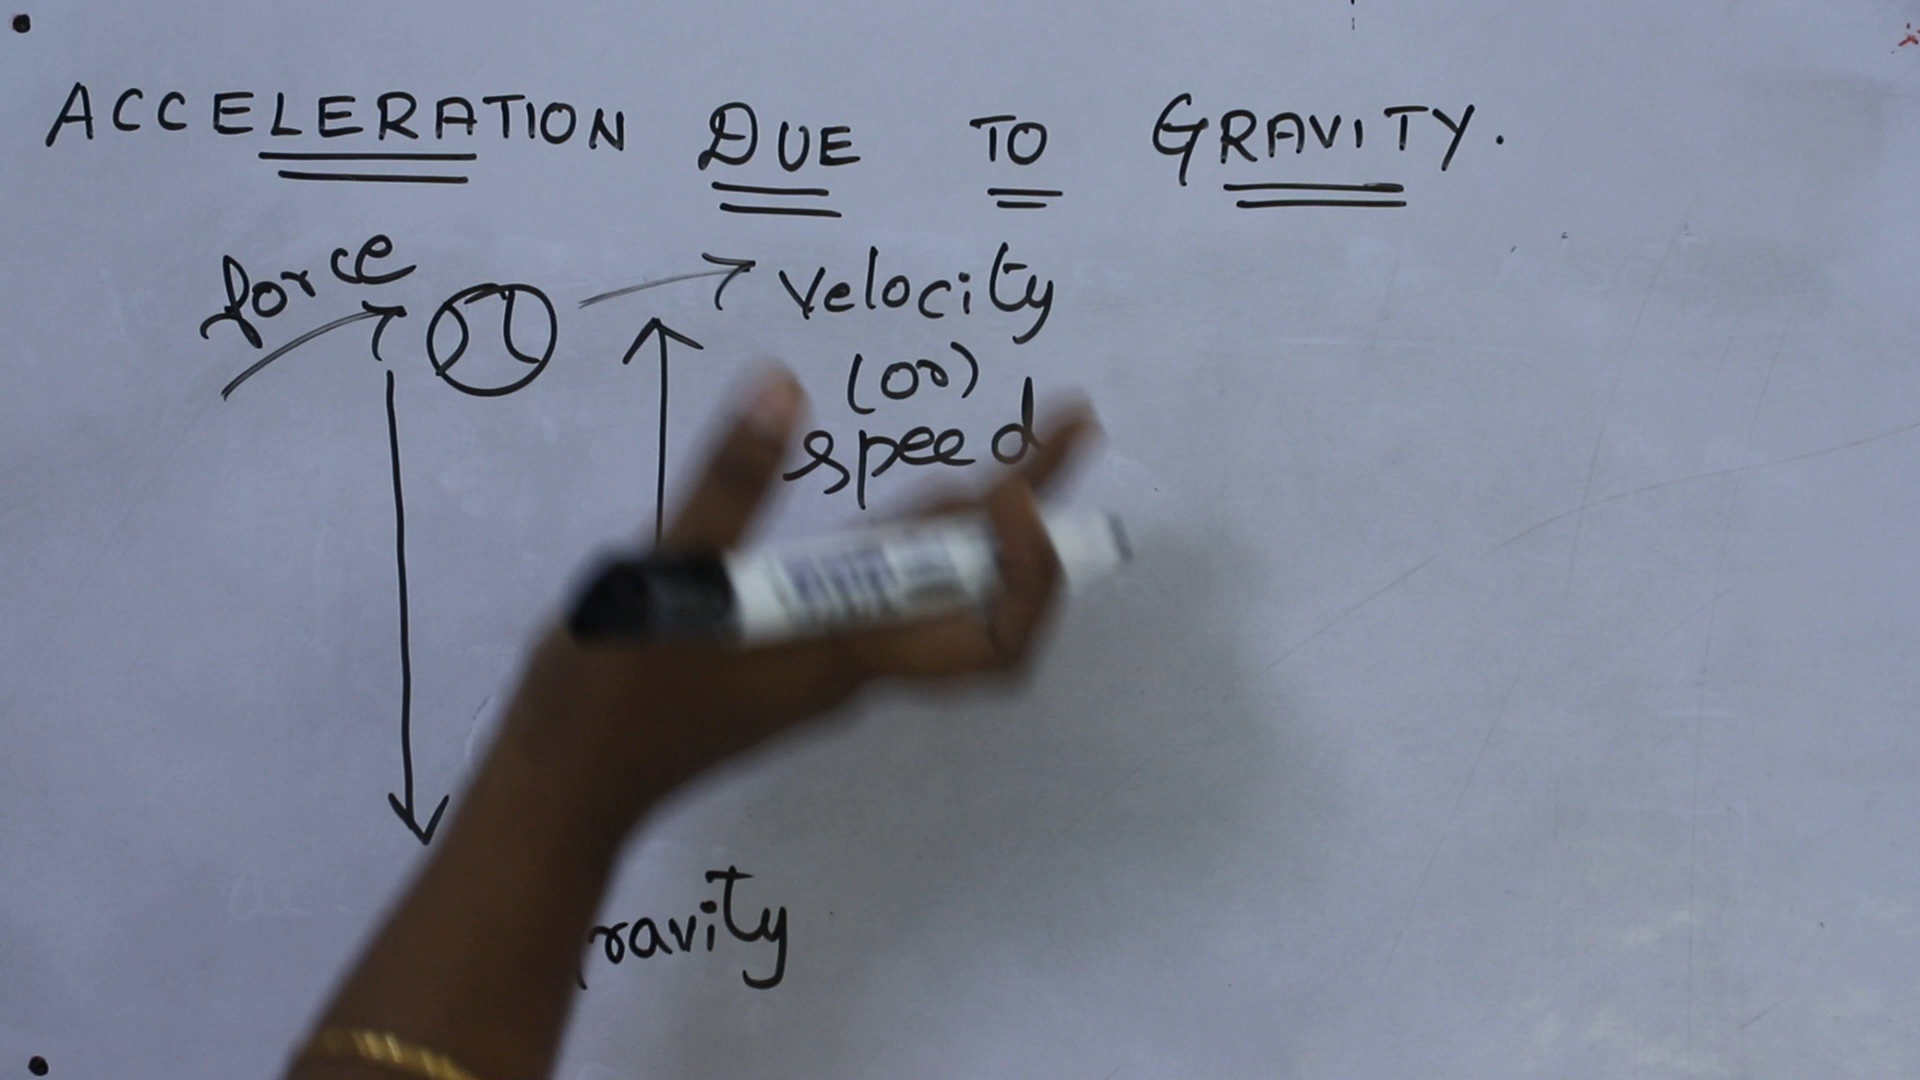 ACCELERATION DUE TO GRAVITY.
force
velocity
(or)
speed
ravity